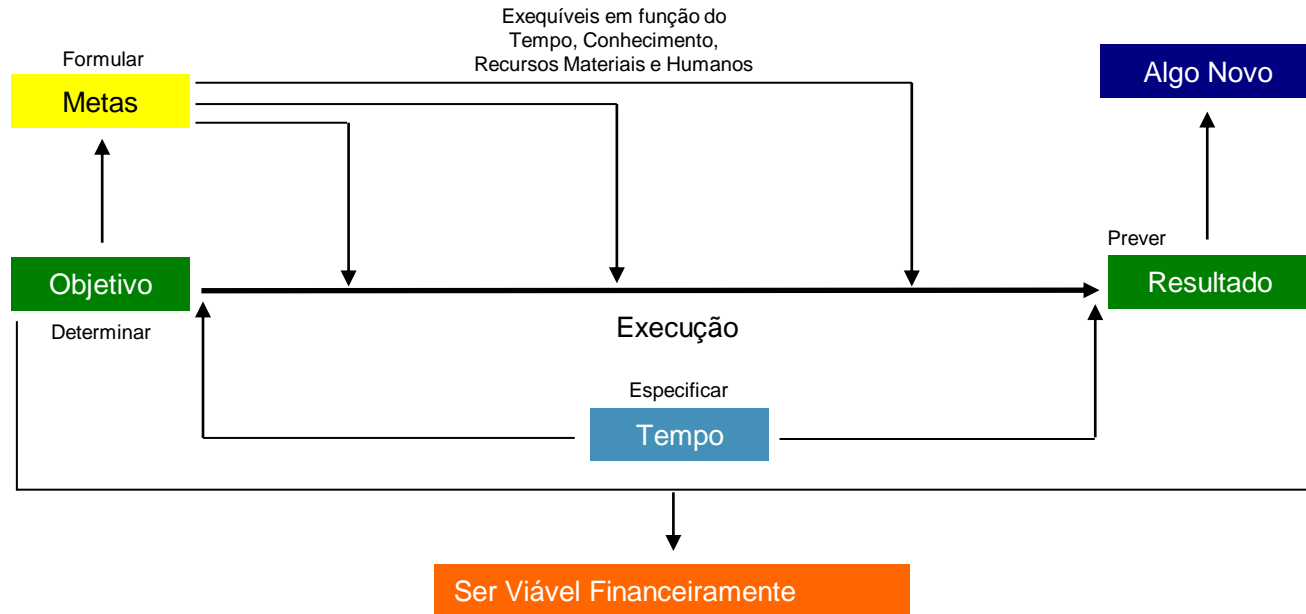 Exequíveis em função do
Tempo, Conhecimento,
Recursos Materiais e Humanos
Formular
Metas
Algo Novo
Prever
Objetivo
Resultado
Determinar
Execução
Especificar
Tempo
Ser Viável Financeiramente